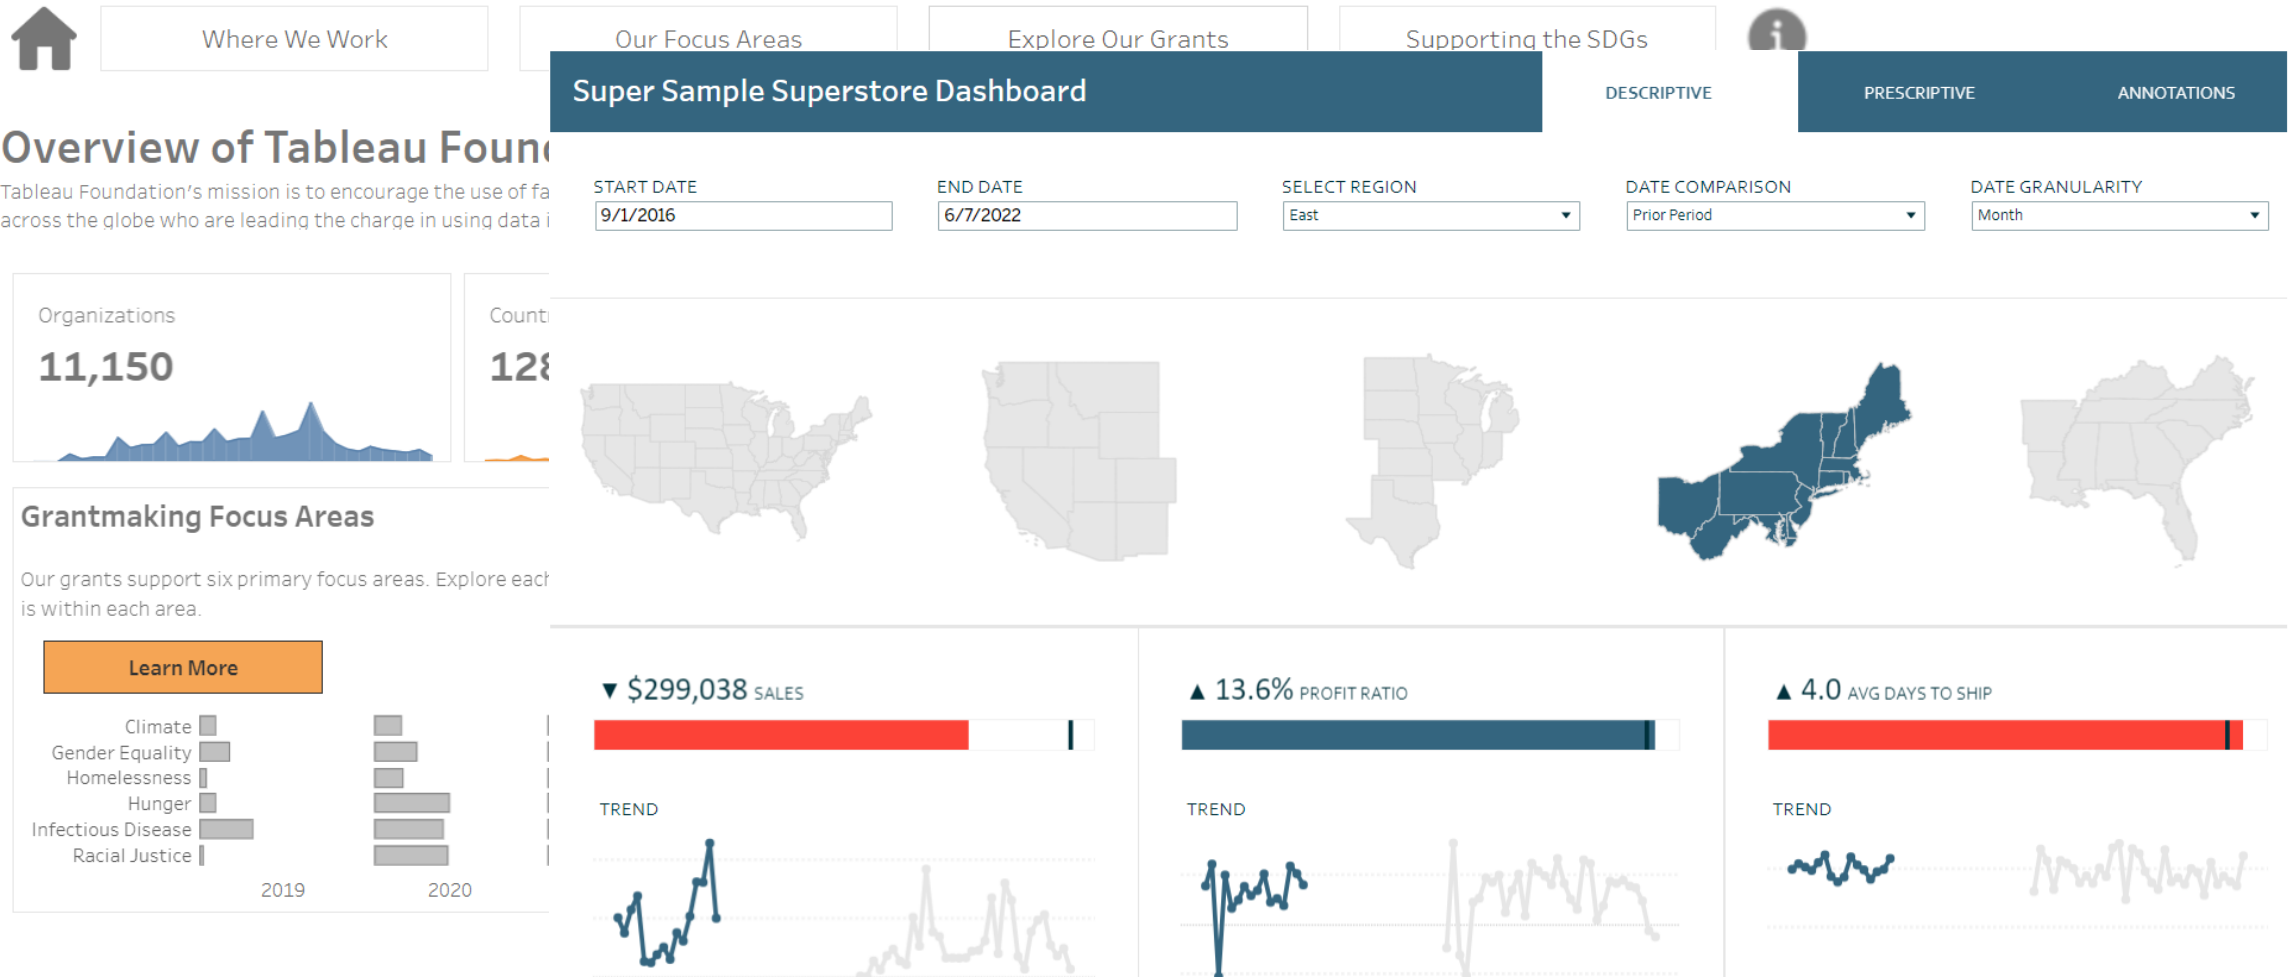 Where We Work
Our Focus Areas
Explore Our Grants
Supporting the SDGs
i
Overview of Tableau
Tableau Foundation's mission is to encourage the use of
across the globe who are leading the charge in using data
Organizations
11,150
Grantmaking Focus Areas
Our grants support six primary focus areas. Explore each
is within each area.
Learn More
Climate
Gender Equality
Homelessness
Hunger
Infectious Disease
Racial Justice
2019 2020
Super Sample Superstore Dashboard
DESCRIPTIVE
PRESCRIPTIVE
ANNOTATIONS
START DATE
9/1/2016
END DATE
6/7/2022
SELECT REGION
East
DATE COMPARISON
Prior Period
DATE GRANULARITY
Month
▼ $299,038 SALES
TREND
▲ 13.6% PROFIT RATIO
TREND
▲ 4.0 AVG DAYS TO SHIP
TREND